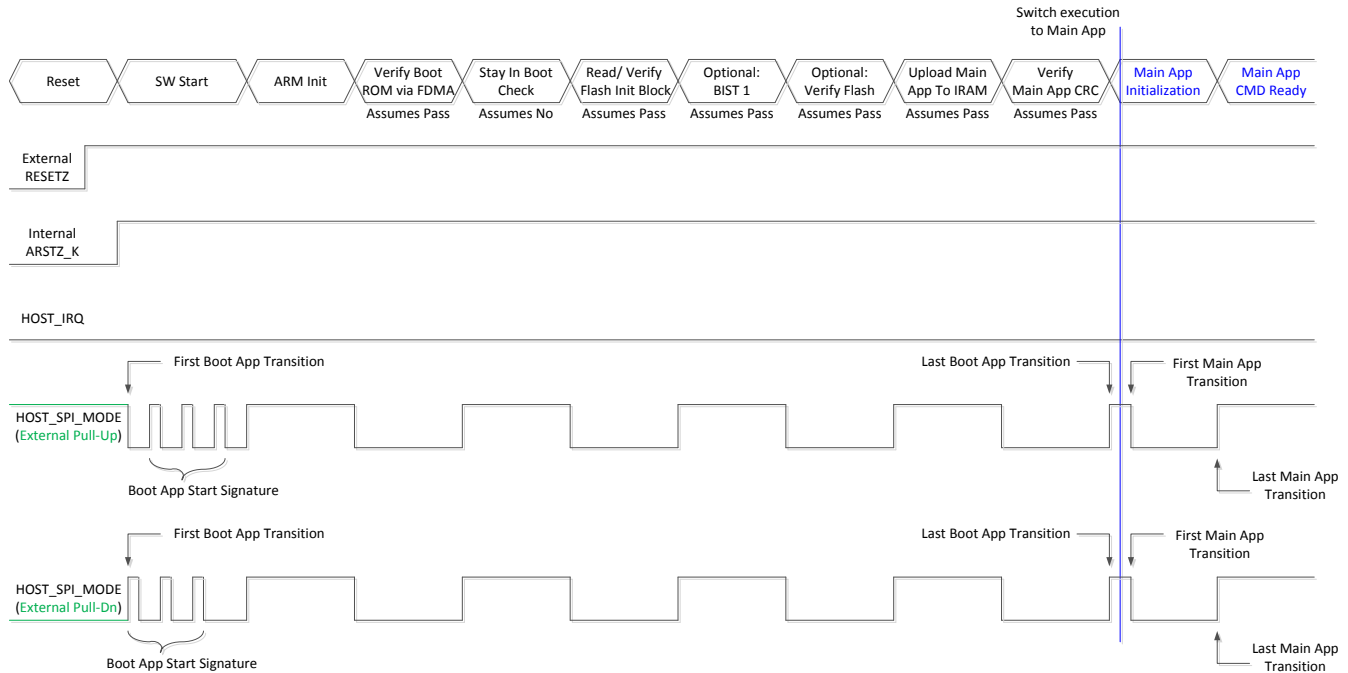 Switch execution
to Main App
Reset
SW Start
ARM Init
Verify Boot
ROM via FDMA
Stay In Boot
Check
Read/ Verify
Flash Init Block
Optional:
BIST 1
Optional:
Verify Flash
Upload Main
App To IRAM
Verify
Main App CRC
Main App
Initialization
Main App
CMD Ready
Assumes Pass
Assumes No
Assumes Pass
Assumes Pass
Assumes Pass
Assumes Pass
Assumes Pass
External
RESETZ
Internal
ARSTZ_K
HOST_IRQ
First Boot App Transition
Last Boot App Transition
First Main App
Transition
HOST_SPI_MODE
(External Pull-Up)
Boot App Start Signature
Last Main App
Transition
First Boot App Transition
Last Boot App Transition
First Main App
Transition
HOST_SPI_MODE
(External Pull-Dn)
Boot App Start Signature
Last Main App
Transition